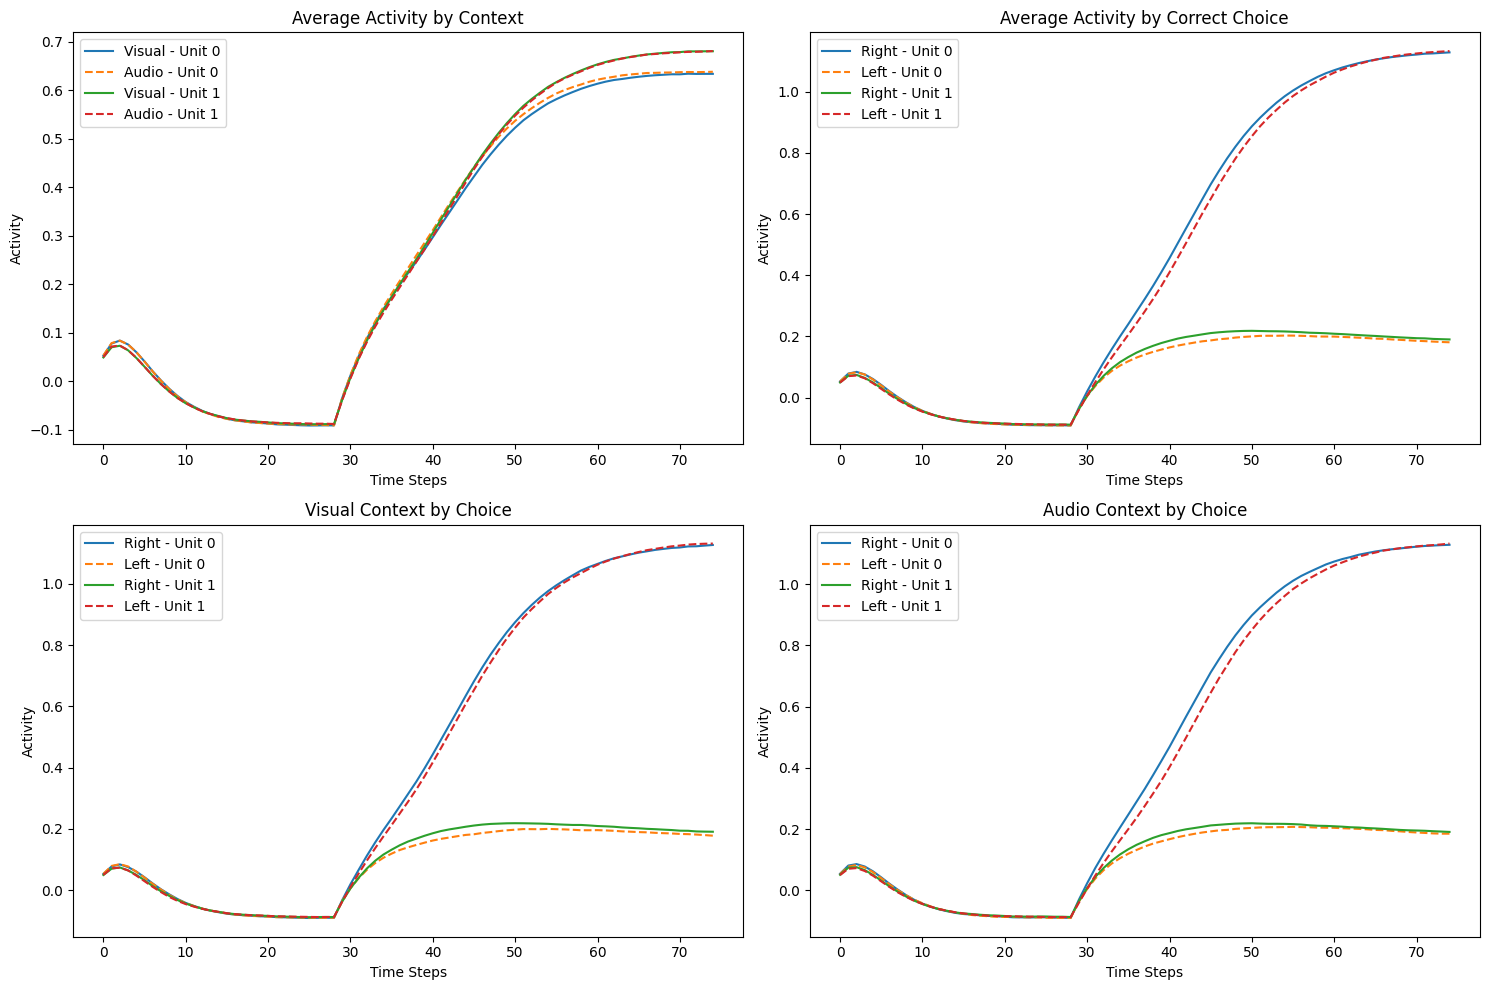 Average Activity by Context
Visual - Unit 0
Audio - Unit 0
Visual - Unit 1
Audio - Unit 1
0.7
0.6
0.5
0.4
0.3
0.2
0.1
0.0
−0.1
Activity
0 10 20 30 40 50 60 70
Time Steps
Average Activity by Correct Choice
Right - Unit 0
Left - Unit 0
Right - Unit 1
Left - Unit 1
1.0
0.8
0.6
0.4
0.2
0.0
Activity
0 10 20 30 40 50 60 70
Time Steps
Visual Context by Choice
Right - Unit 0
Left - Unit 0
Right - Unit 1
Left - Unit 1
1.0
0.8
0.6
0.4
0.2
0.0
Activity
0 10 20 30 40 50 60 70
Time Steps
Audio Context by Choice
Right - Unit 0
Left - Unit 0
Right - Unit 1
Left - Unit 1
1.0
0.8
0.6
0.4
0.2
0.0
Activity
0 10 20 30 40 50 60 70
Time Steps